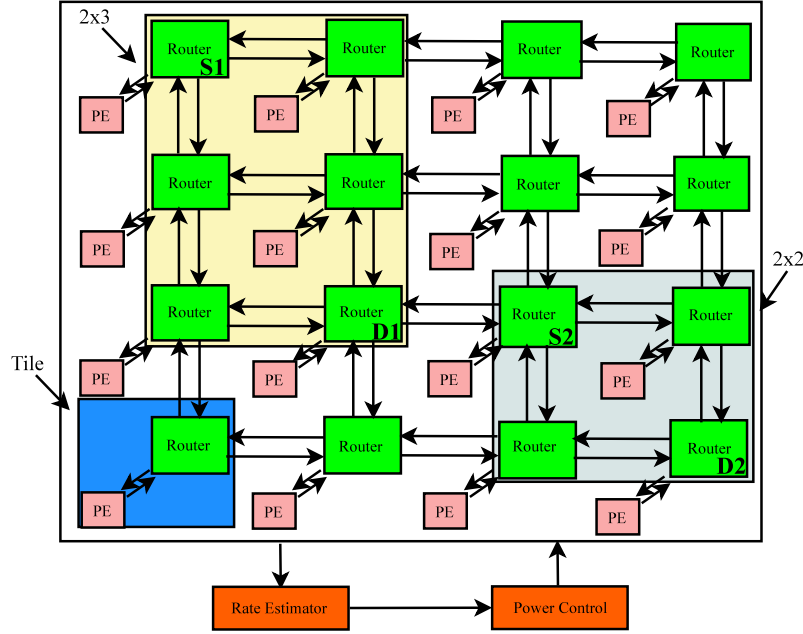 2x3
Router
S1
Router
Router
Router
PE
PE
PE
PE
Router
Router
Router
Router
PE
PE
PE
PE
2x2
Router
Router
D1
Router
S2
Router
Tile
PE
PE
PE
PE
Router
Router
Router
Router
D2
PE
PE
PE
PE
Rate Estimator
Power Control